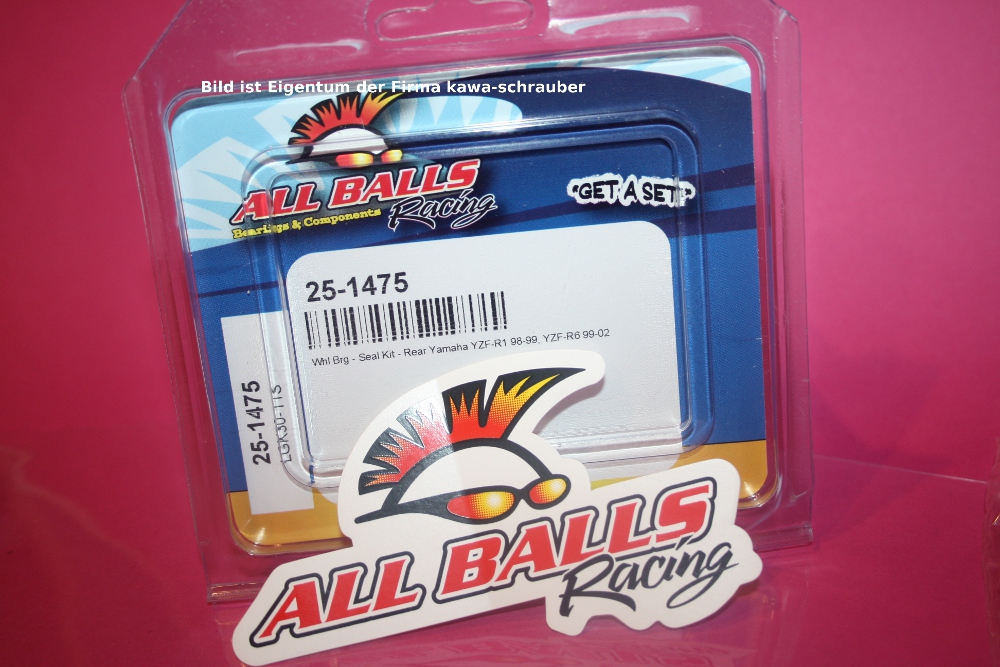 Bild ist Eigentum der Firma kawa-schrauber
ALL BALLS
Racing
Bearings & Components
"GET A SET!"
25-1475
Whl Brg - Seal Kit - Rear Yamaha YZF-R1 98-99, YZF-R6 99-02
25-1475
ALL BALLS
Racing